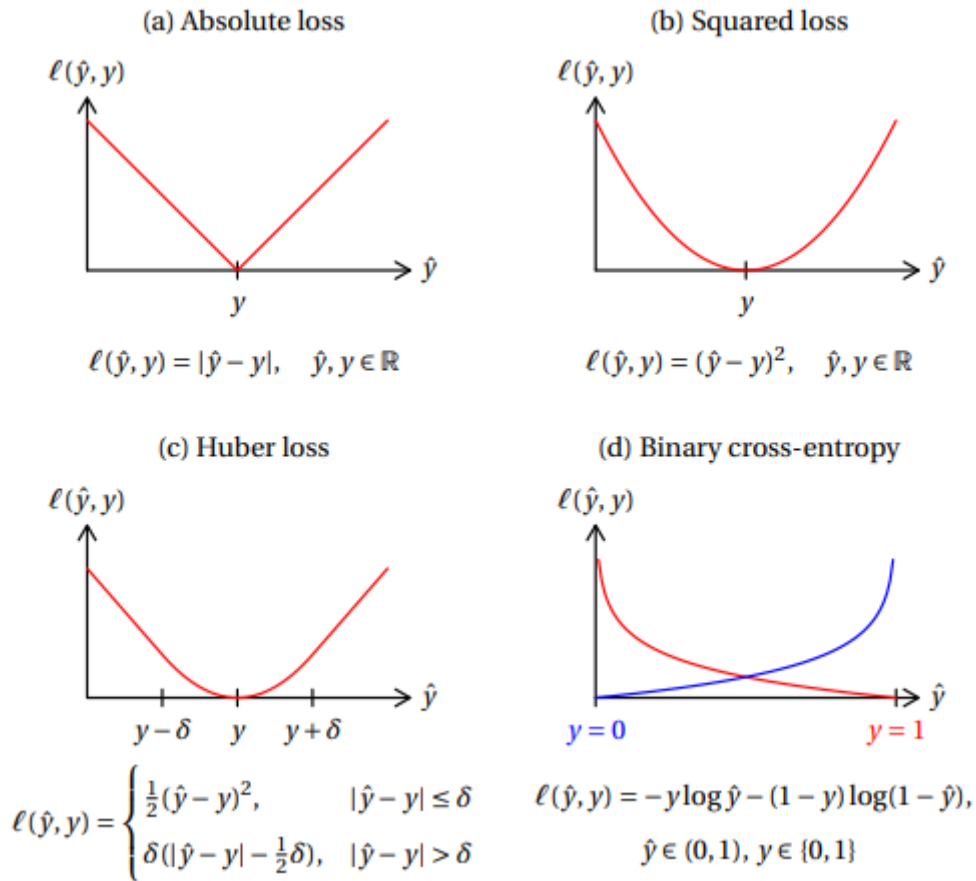 (a) Absolute loss
ℓ(ŷ, y)
ŷ
y
ℓ(ŷ, y) = |ŷ − y|, ŷ, y ∈ ℝ
(b) Squared loss
ℓ(ŷ, y)
ŷ
y
ℓ(ŷ, y) = (ŷ − y)², ŷ, y ∈ ℝ
(c) Huber loss
ℓ(ŷ, y)
ŷ
y − δ y y + δ
ℓ(ŷ, y) = { ½(ŷ − y)², |ŷ − y| ≤ δ
δ(|ŷ − y| − ½δ), |ŷ − y| > δ
(d) Binary cross-entropy
ℓ(ŷ, y)
ŷ
y = 0 y = 1
ℓ(ŷ, y) = −y log ŷ − (1 − y) log(1 − ŷ),
ŷ ∈ (0, 1), y ∈ {0, 1}